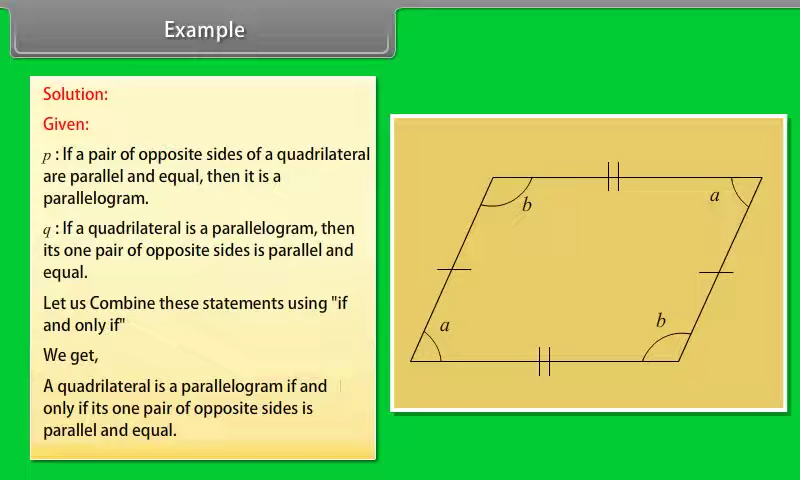 Example
Solution:
Given:
p : If a pair of opposite sides of a quadrilateral
are parallel and equal, then it is a
parallelogram.
q : If a quadrilateral is a parallelogram, then
its one pair of opposite sides is parallel and
equal.
Let us Combine these statements using "if
and only if"
We get,
A quadrilateral is a parallelogram if and
only if its one pair of opposite sides is
parallel and equal.
b
a
a
b